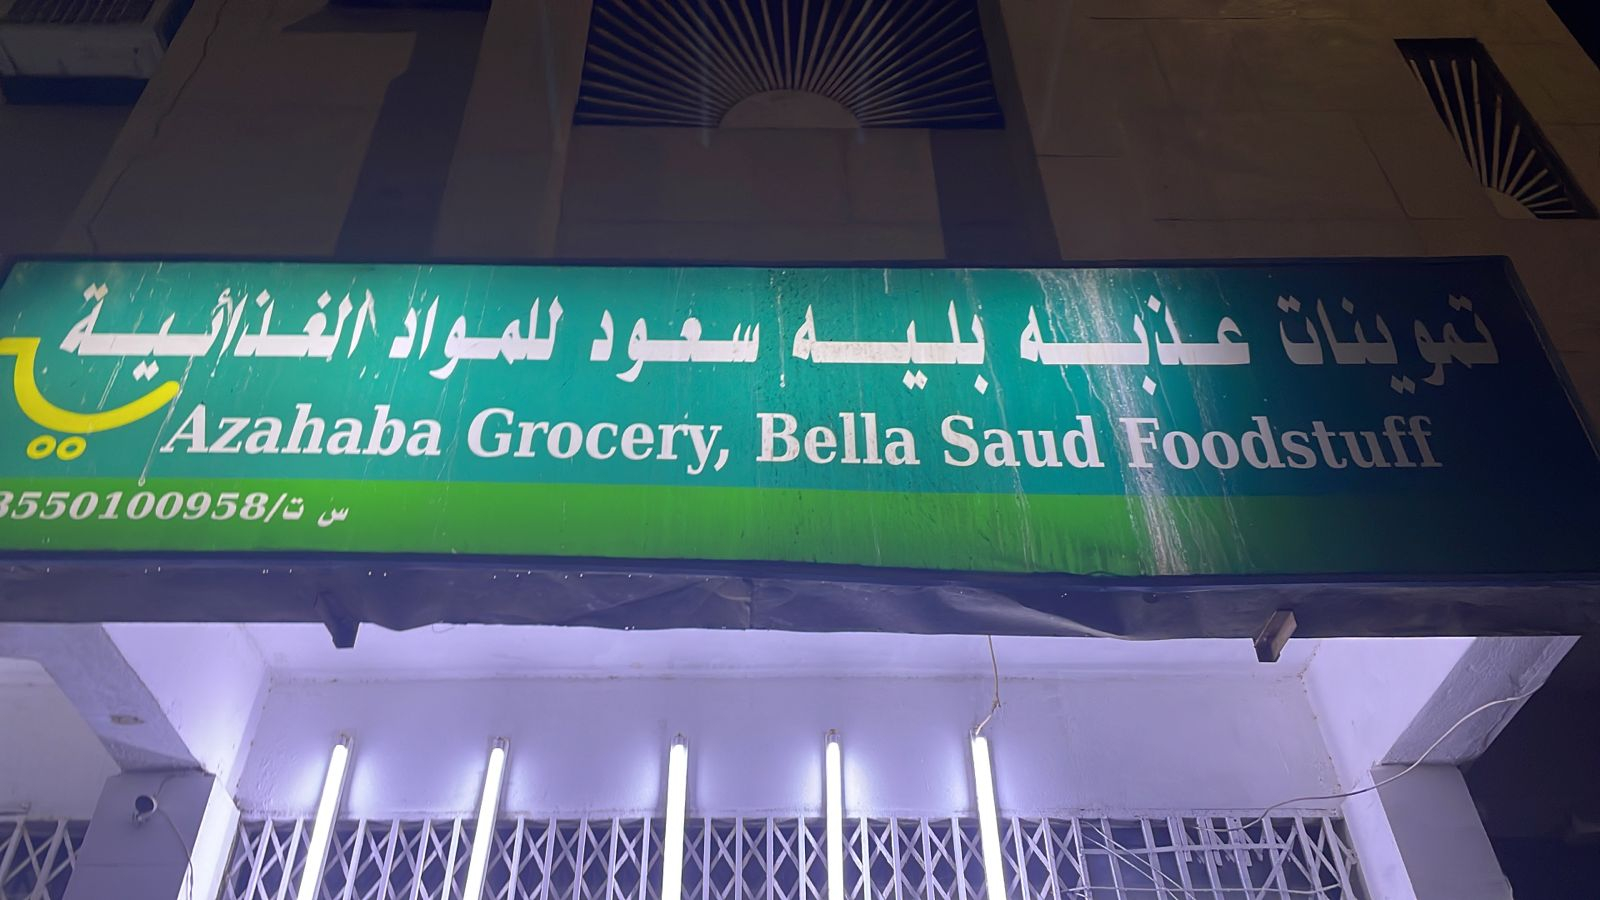 تموينات عذبه بليه سعود للمواد الغذائية
Azahaba Grocery, Bella Saud Foodstuff
س ت/3550100958